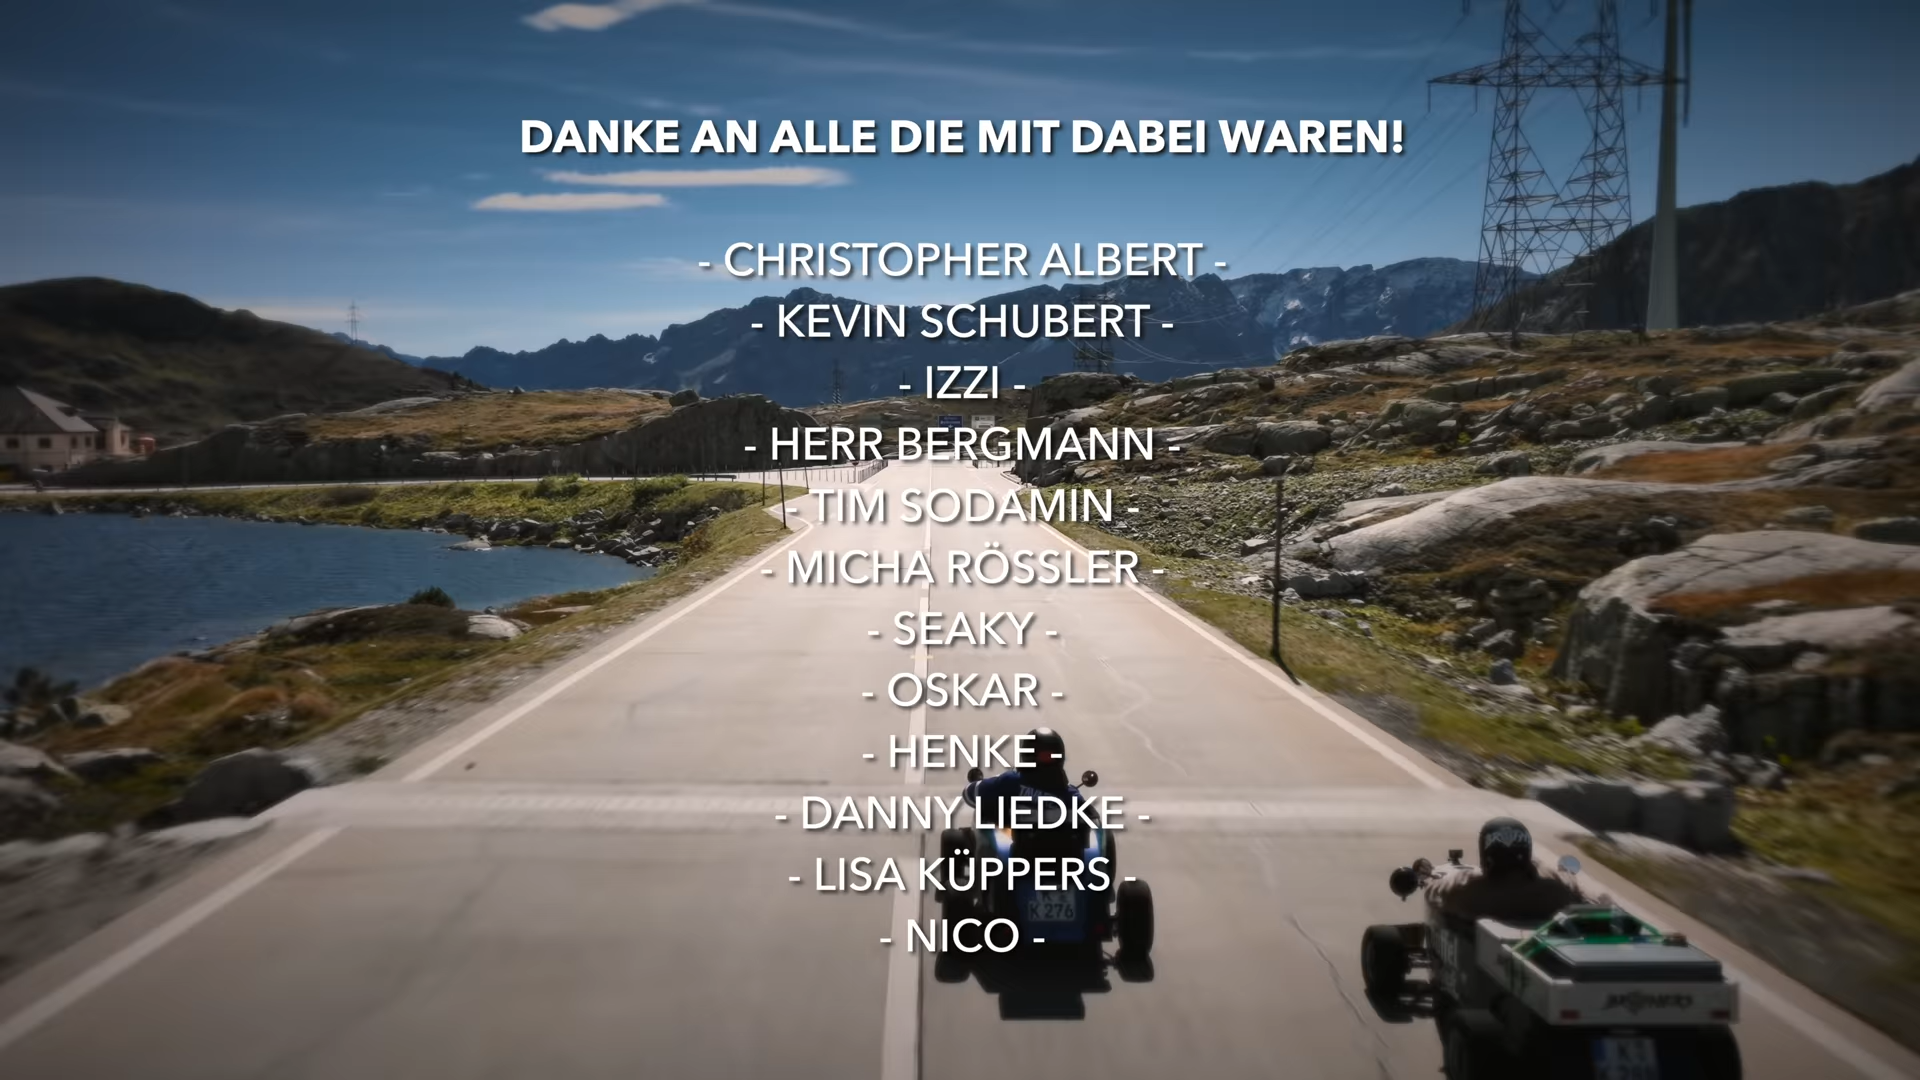 DANKE AN ALLE DIE MIT DABEI WAREN!
- CHRISTOPHER ALBERT -
- KEVIN SCHUBERT -
- IZZI -
- HERR BERGMANN -
- TIM SODAMIN -
- MICHA RÖSSLER -
- SEAKY -
- OSKAR -
- HENKE -
- DANNY LIEDKE -
- LISA KÜPPERS -
- NICO -
K 276